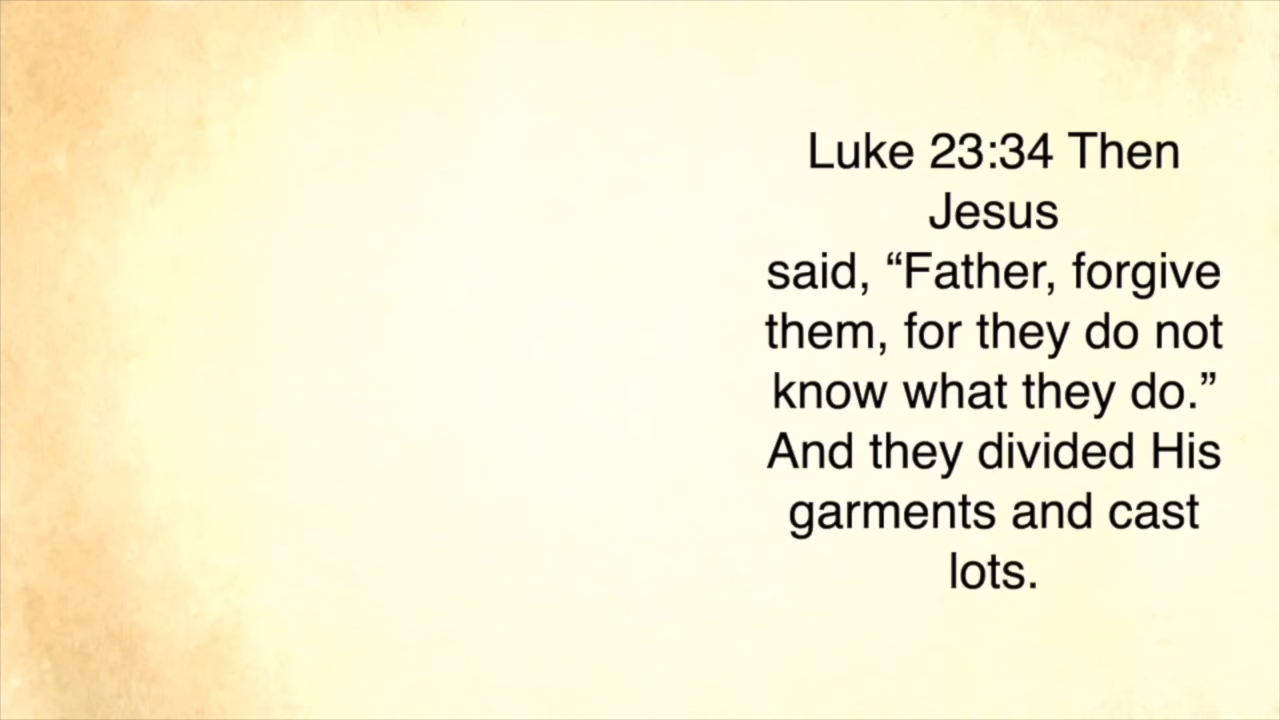 Luke 23:34 Then
Jesus
said, “Father, forgive
them, for they do not
know what they do.”
And they divided His
garments and cast
lots.